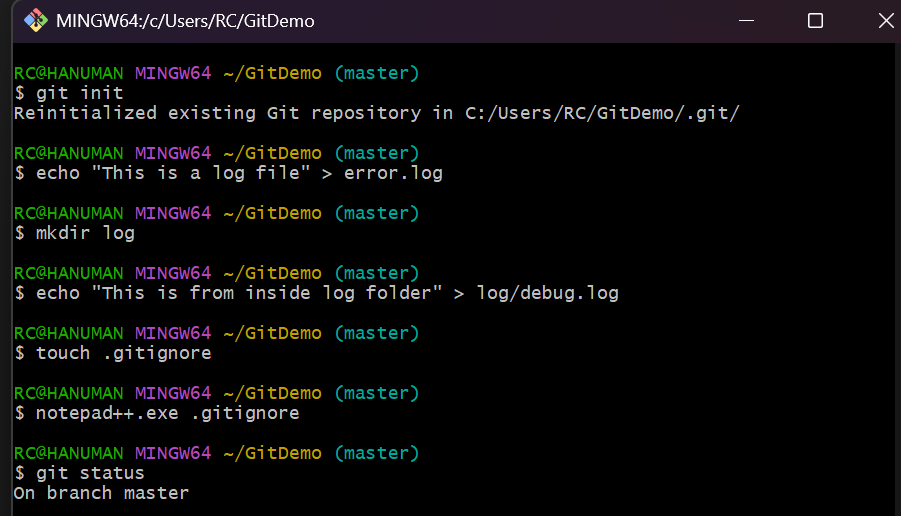 MINGW64:/c/Users/RC/GitDemo
RC@HANUMAN MINGW64 ~/GitDemo (master)
$ git init
Reinitialized existing Git repository in C:/Users/RC/GitDemo/.git/
RC@HANUMAN MINGW64 ~/GitDemo (master)
$ echo "This is a log file" > error.log
RC@HANUMAN MINGW64 ~/GitDemo (master)
$ mkdir log
RC@HANUMAN MINGW64 ~/GitDemo (master)
$ echo "This is from inside log folder" > log/debug.log
RC@HANUMAN MINGW64 ~/GitDemo (master)
$ touch .gitignore
RC@HANUMAN MINGW64 ~/GitDemo (master)
$ notepad++.exe .gitignore
RC@HANUMAN MINGW64 ~/GitDemo (master)
$ git status
On branch master